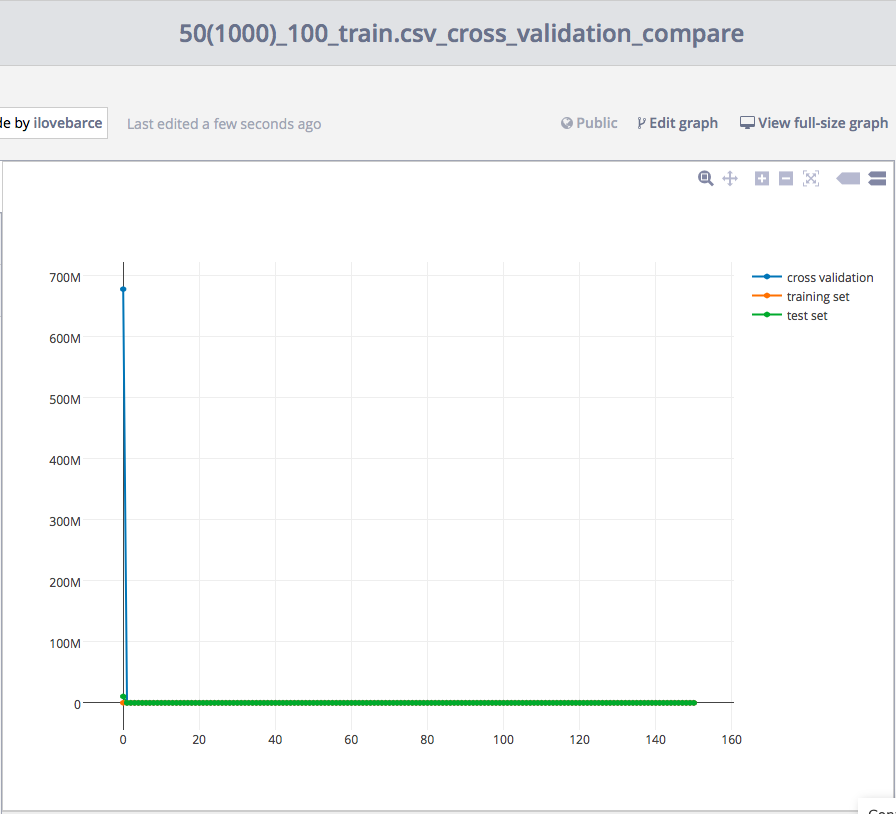 50(1000)_100_train.csv_cross_validation_compare
by ilovebarce
Last edited a few seconds ago
Public
Edit graph
View full-size graph
700M
600M
500M
400M
300M
200M
100M
0
0 20 40 60 80 100 120 140 160
cross validation
training set
test set